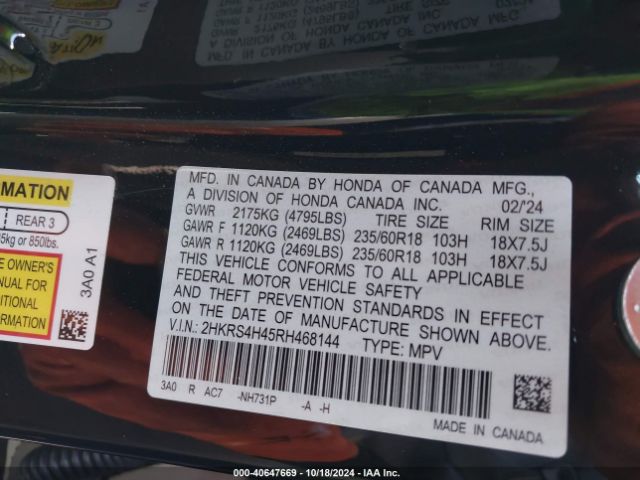 RMATION
REAR 3
5kg or 850lbs.
E OWNER'S
NUAL FOR
DITIONAL
ORMATION
3A0 A1
MFD. IN CANADA BY HONDA OF CANADA MFG.,
A DIVISION OF HONDA CANADA INC. 02/'24
GVWR 2175KG (4795LBS) TIRE SIZE RIM SIZE
GAWR F 1120KG (2469LBS) 235/60R18 103H 18X7.5J
GAWR R 1120KG (2469LBS) 235/60R18 103H 18X7.5J
THIS VEHICLE CONFORMS TO ALL APPLICABLE
FEDERAL MOTOR VEHICLE SAFETY
AND THEFT PREVENTION STANDARDS IN EFFECT
ON THE DATE OF MANUFACTURE SHOWN ABOVE.
V.I.N.: 2HKRS4H45RH468144 TYPE: MPV
3A0 R AC7 -NH731P -A -H
MADE IN CANADA
000-40647669 - 10/18/2024 - IAA Inc.